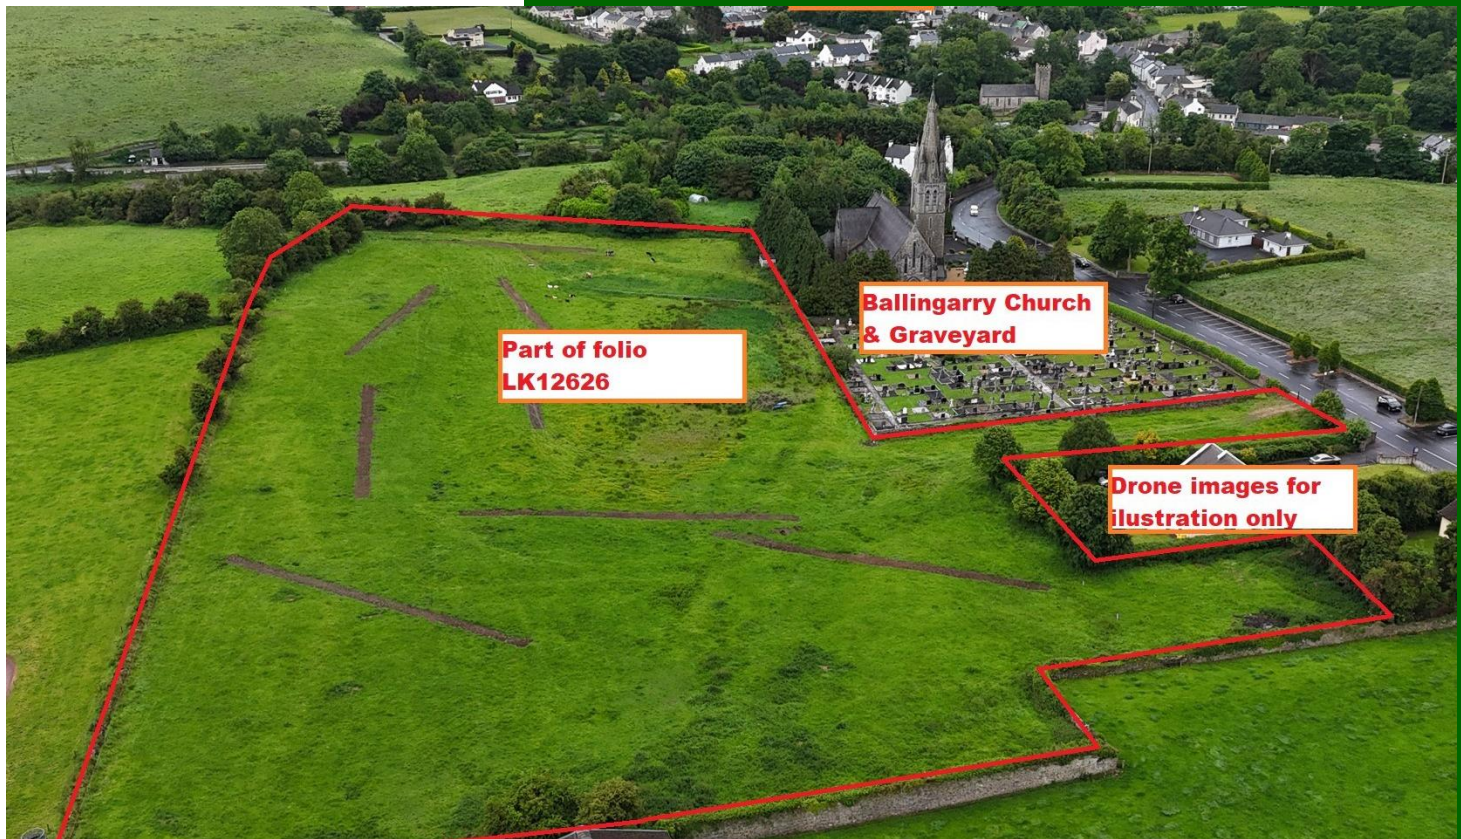 Part of folio
LK12626
Ballingarry Church
& Graveyard
Drone images for
ilustration only